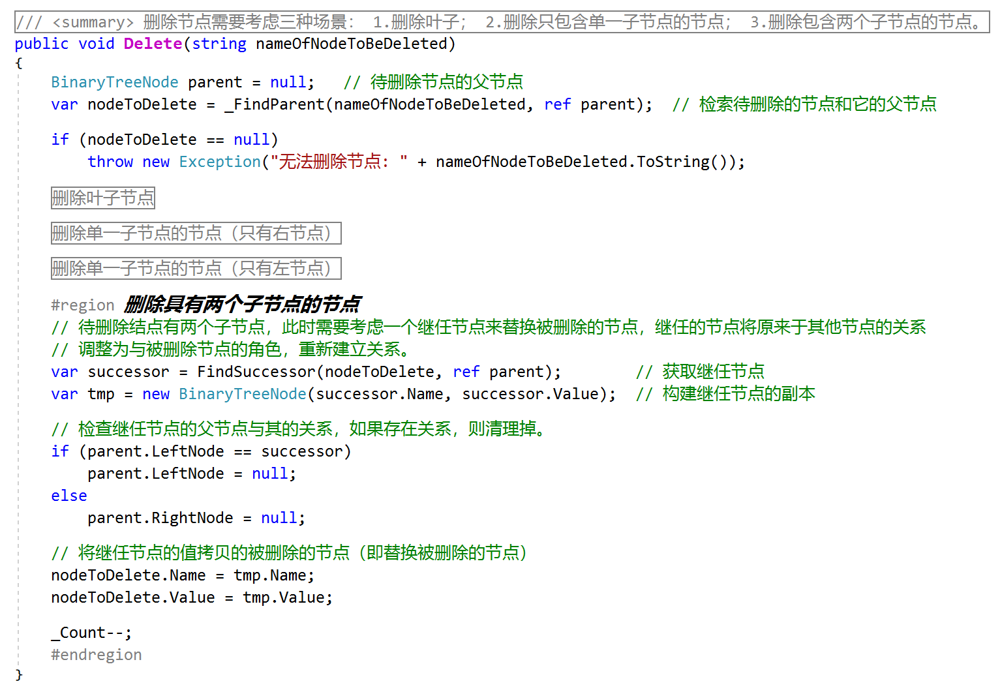 /// <summary> 删除节点需要考虑三种场景： 1.删除叶子； 2.删除只包含单一子节点的节点； 3.删除包含两个子节点的节点。
public void Delete(string nameOfNodeToBeDeleted)
{
BinaryTreeNode parent = null;   // 待删除节点的父节点
var nodeToDelete = _FindParent(nameOfNodeToBeDeleted, ref parent);  // 检索待删除的节点和它的父节点
if (nodeToDelete == null)
throw new Exception("无法删除节点：" + nameOfNodeToBeDeleted.ToString());
删除叶子节点
删除单一子节点的节点（只有右节点）
删除单一子节点的节点（只有左节点）
#region 删除具有两个子节点的节点
// 待删除结点有两个子节点，此时需要考虑一个继任节点来替换被删除的节点，继任的节点将原来于其他节点的关系
// 调整为与被删除节点的角色，重新建立关系。
var successor = FindSuccessor(nodeToDelete, ref parent);        // 获取继任节点
var tmp = new BinaryTreeNode(successor.Name, successor.Value);  // 构建继任节点的副本
// 检查继任节点的父节点与其的关系，如果存在关系，则清理掉。
if (parent.LeftNode == successor)
parent.LeftNode = null;
else
parent.RightNode = null;
// 将继任节点的值拷贝的被删除的节点（即替换被删除的节点）
nodeToDelete.Name = tmp.Name;
nodeToDelete.Value = tmp.Value;
_Count--;
#endregion
}